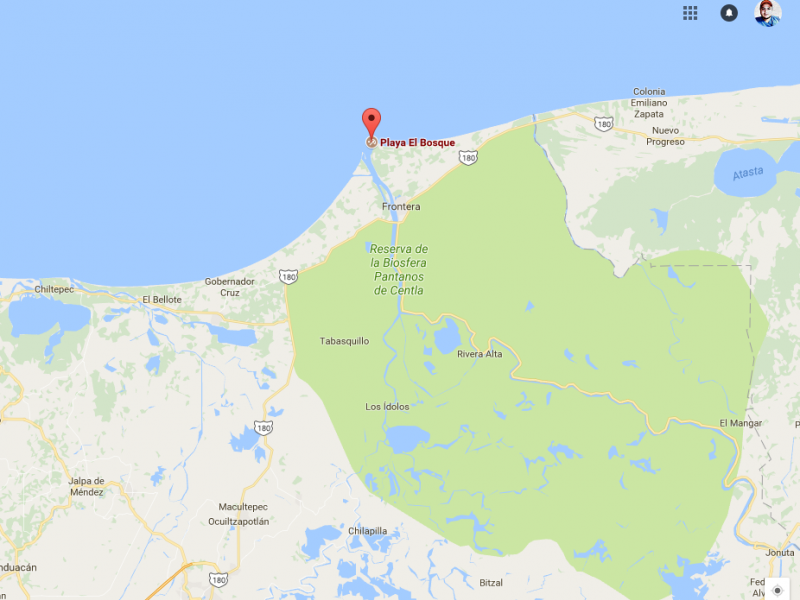 Colonia
Emiliano
Zapata
180
Nuevo
Progreso
Playa El Bosque
180
Atasta
Frontera
Reserva de
la Biosfera
Pantanos
de Centla
180
Gobernador
Cruz
Chiltepec
El Bellote
Tabasquillo
Rivera Alta
Los Ídolos
El Mangar
180
Jalpa de
Méndez
Macultepec
Ocuiltzapotlán
Chilapilla
Jonuta
nduacán
180
Bitzal